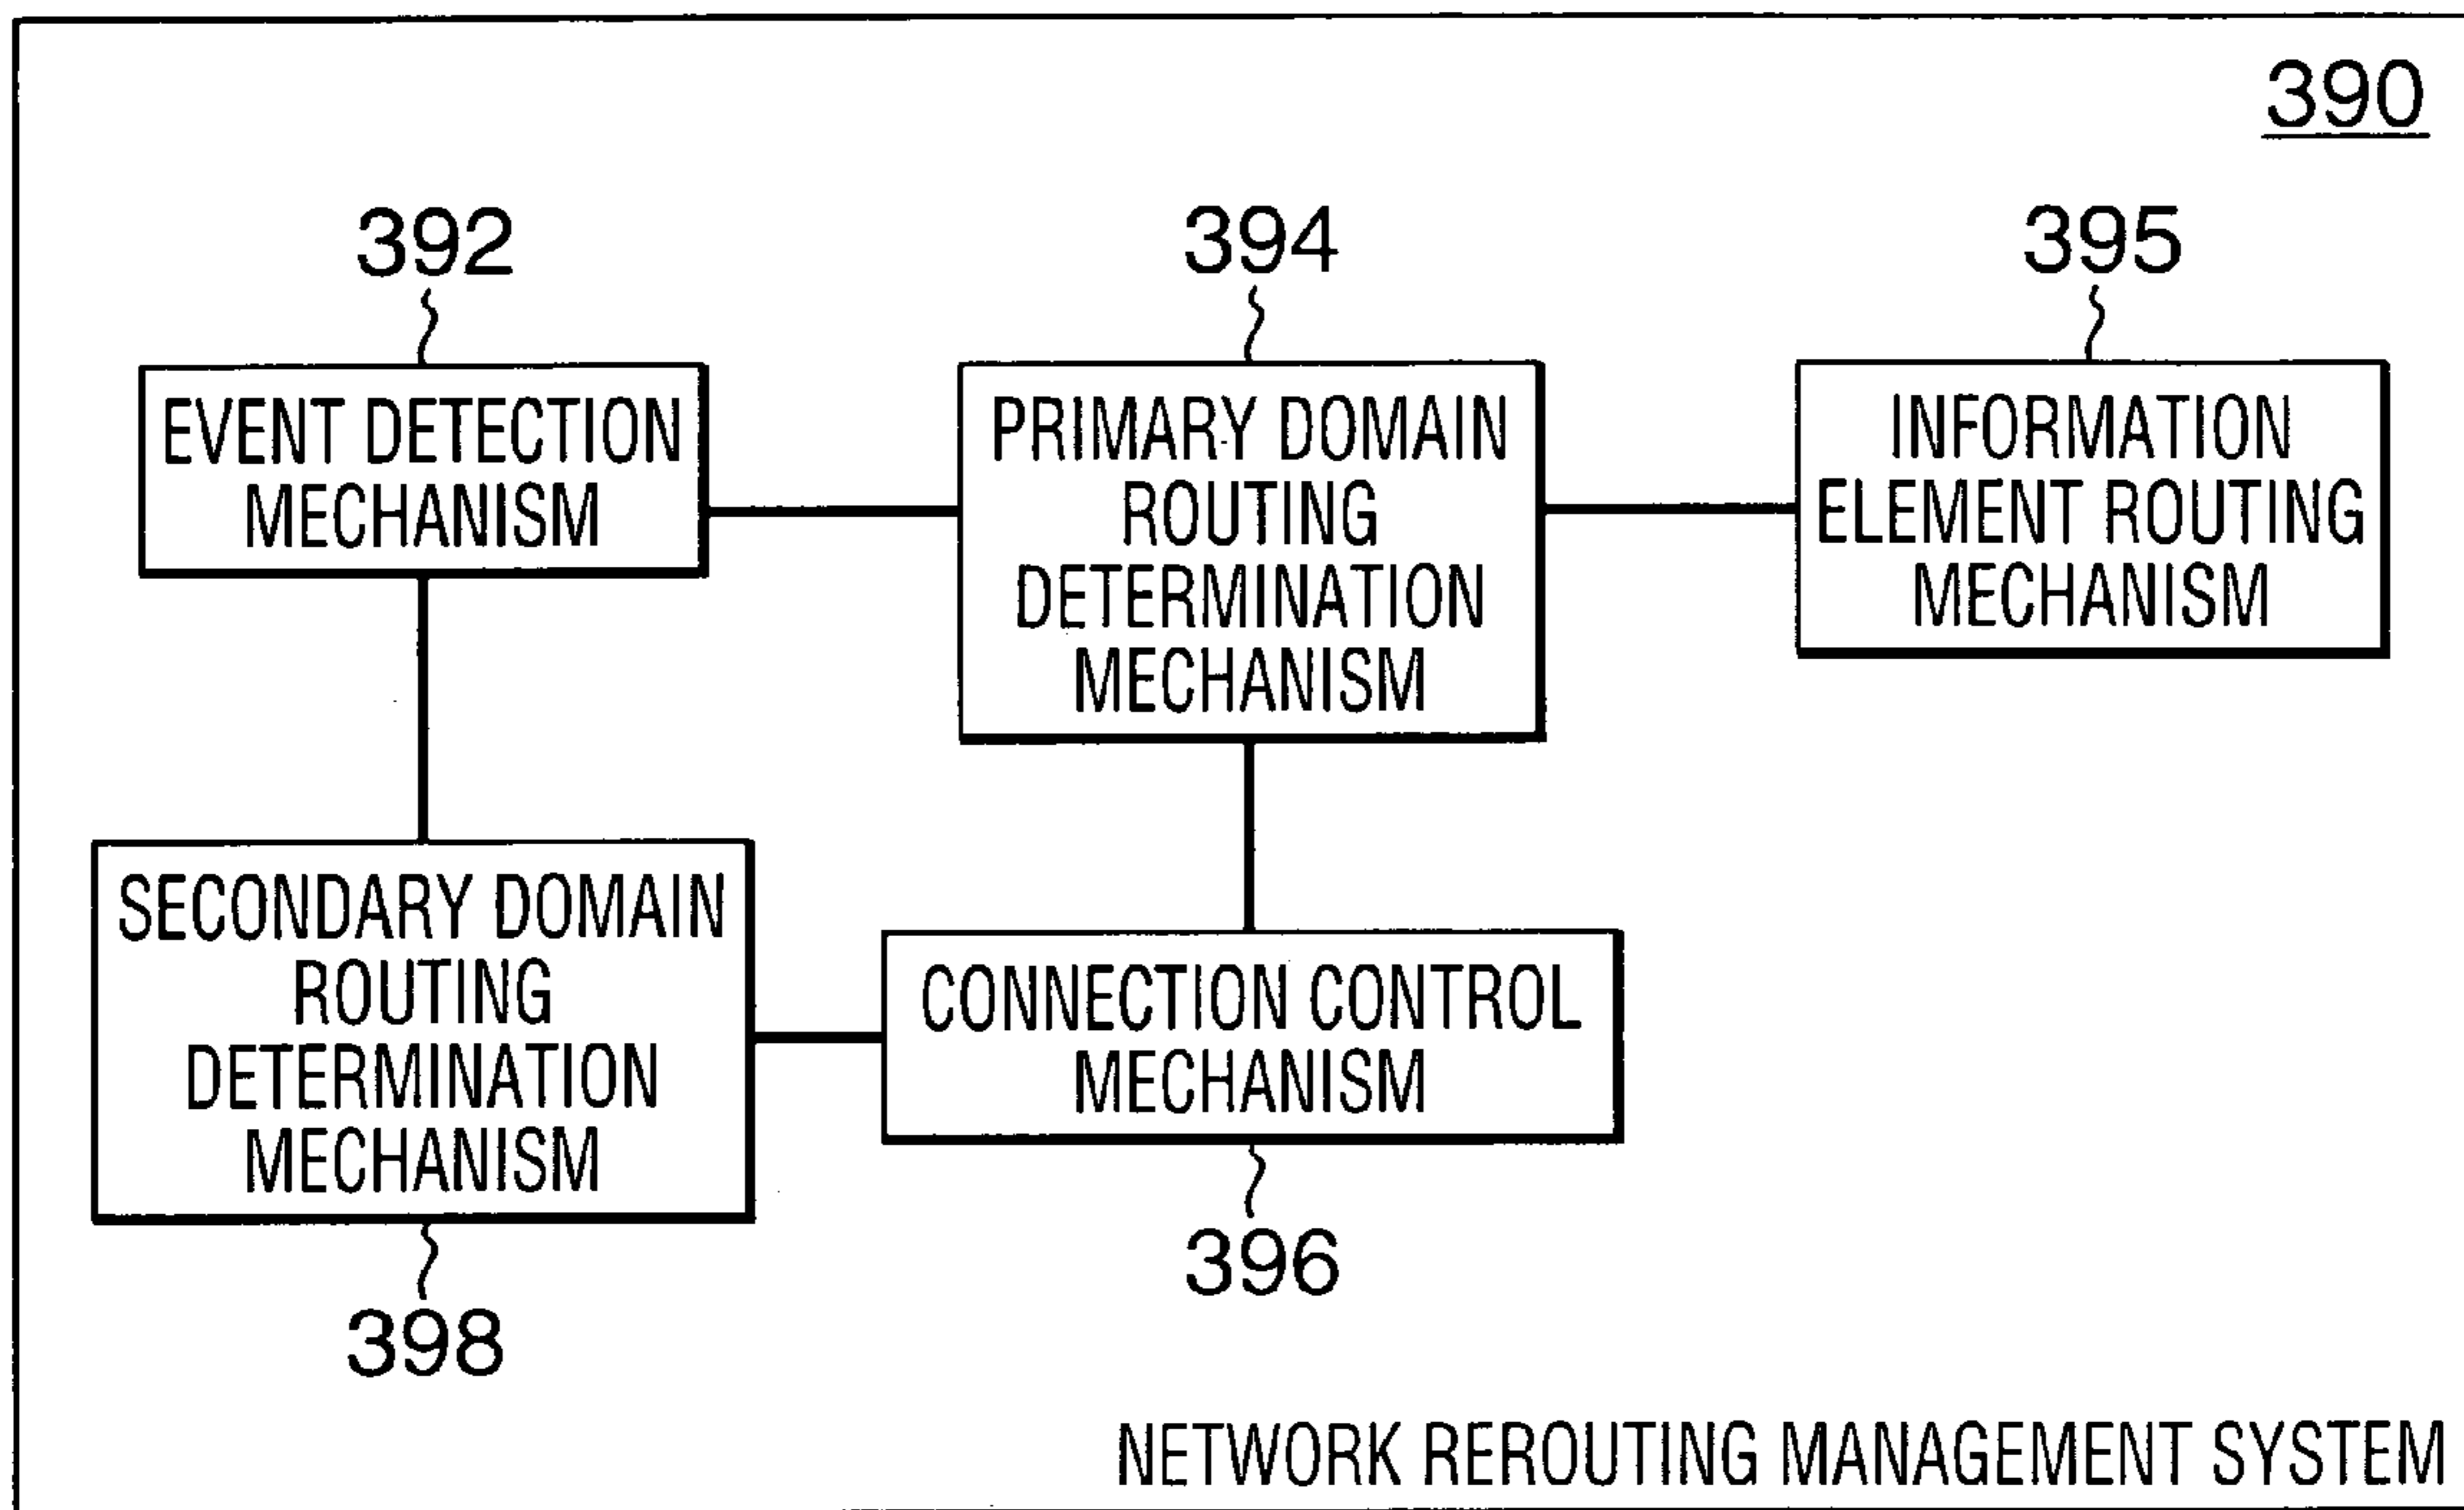 390
392
394
395
EVENT DETECTION
MECHANISM
PRIMARY DOMAIN
ROUTING
DETERMINATION
MECHANISM
INFORMATION
ELEMENT ROUTING
MECHANISM
SECONDARY DOMAIN
ROUTING
DETERMINATION
MECHANISM
CONNECTION CONTROL
MECHANISM
396
398
NETWORK REROUTING MANAGEMENT SYSTEM